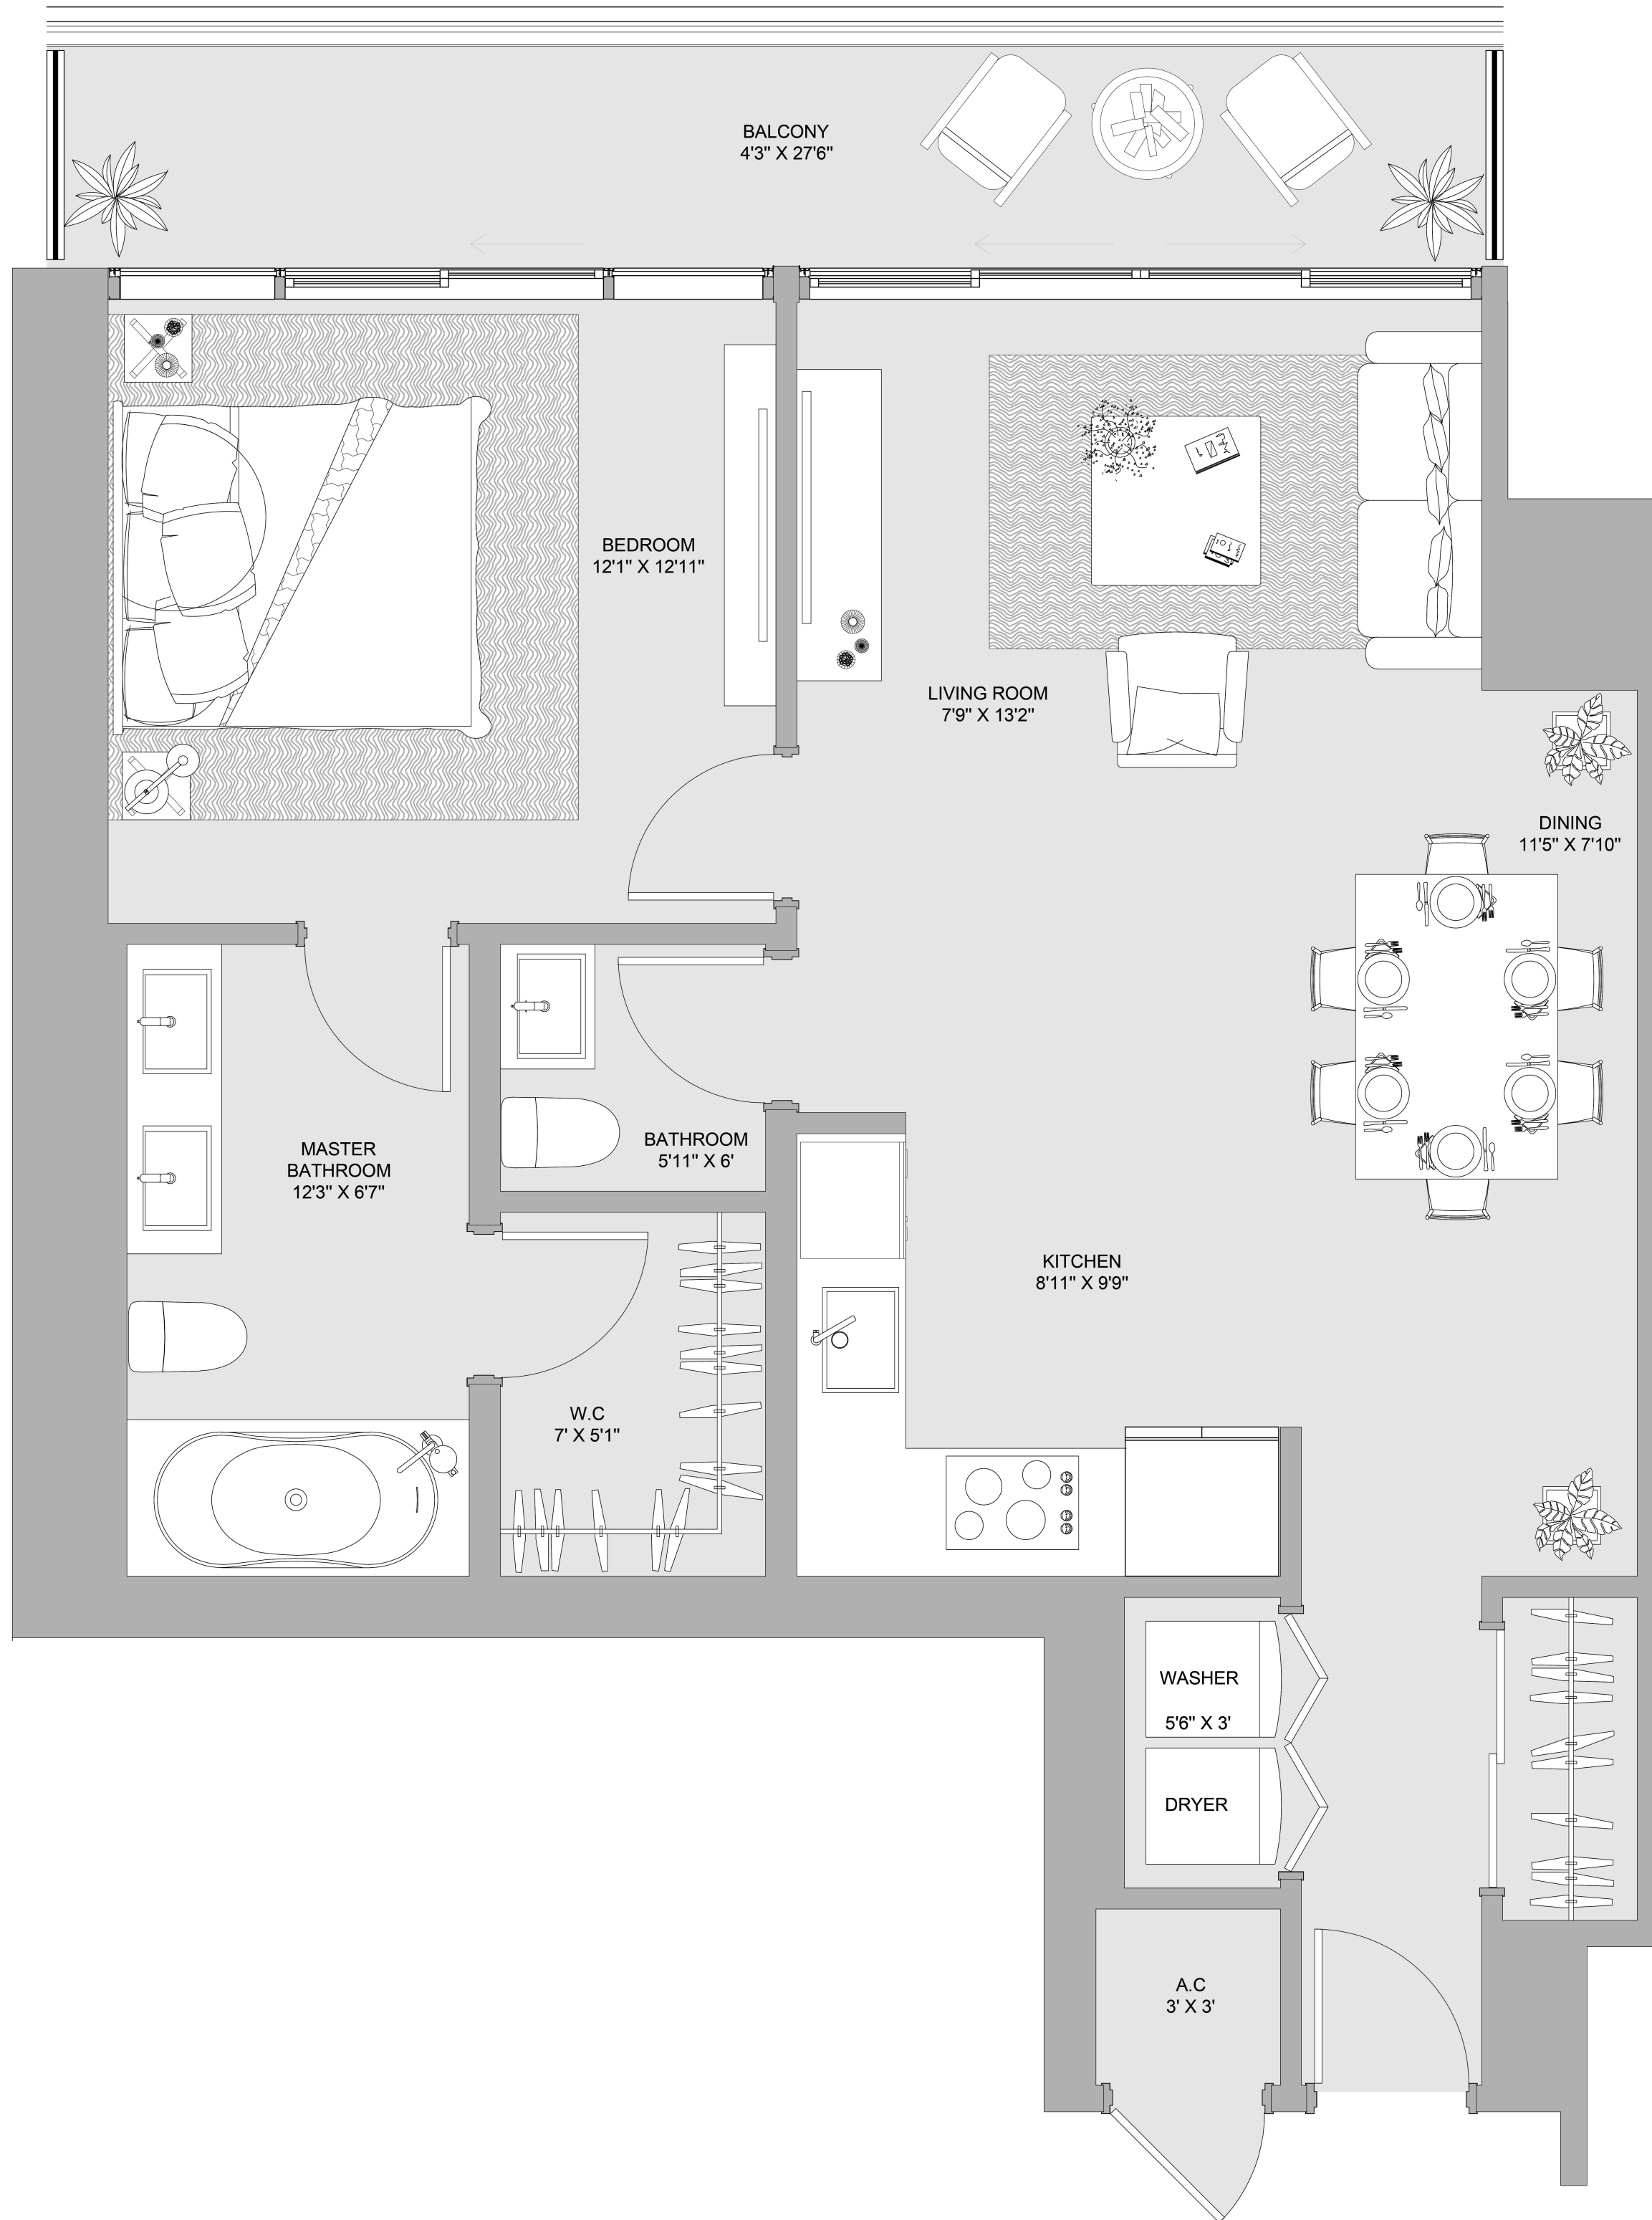 BALCONY
4'3" X 27'6"
BEDROOM
12'1" X 12'11"
LIVING ROOM
7'9" X 13'2"
DINING
11'5" X 7'10"
MASTER
BATHROOM
12'3" X 6'7"
BATHROOM
5'11" X 6'
KITCHEN
8'11" X 9'9"
W.C
7' X 5'1"
WASHER
5'6" X 3'
DRYER
A.C
3' X 3'